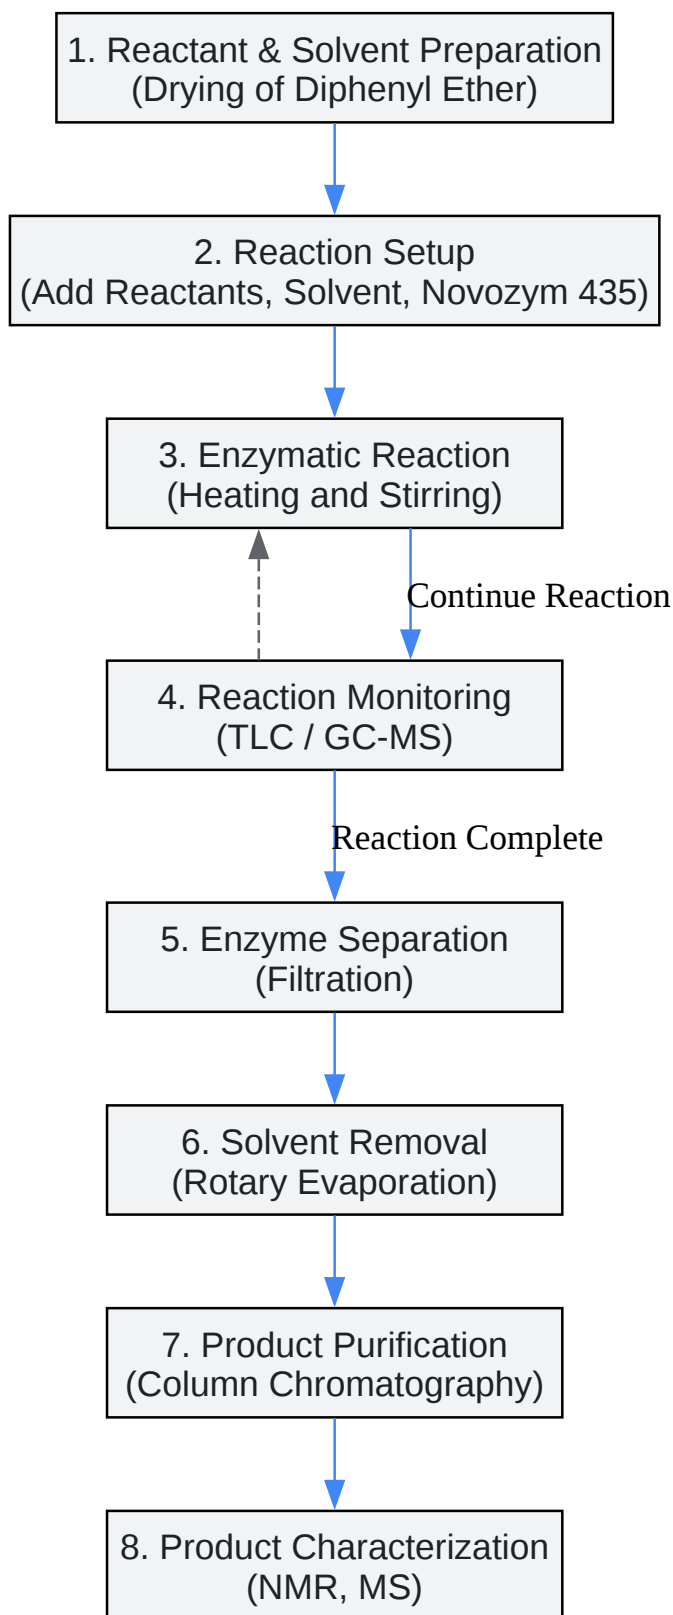 1. Reactant & Solvent Preparation
(Drying of Diphenyl Ether)
2. Reaction Setup
(Add Reactants, Solvent, Novozym 435)
3. Enzymatic Reaction
(Heating and Stirring)
Continue Reaction
4. Reaction Monitoring
(TLC / GC-MS)
Reaction Complete
5. Enzyme Separation
(Filtration)
6. Solvent Removal
(Rotary Evaporation)
7. Product Purification
(Column Chromatography)
8. Product Characterization
(NMR, MS)